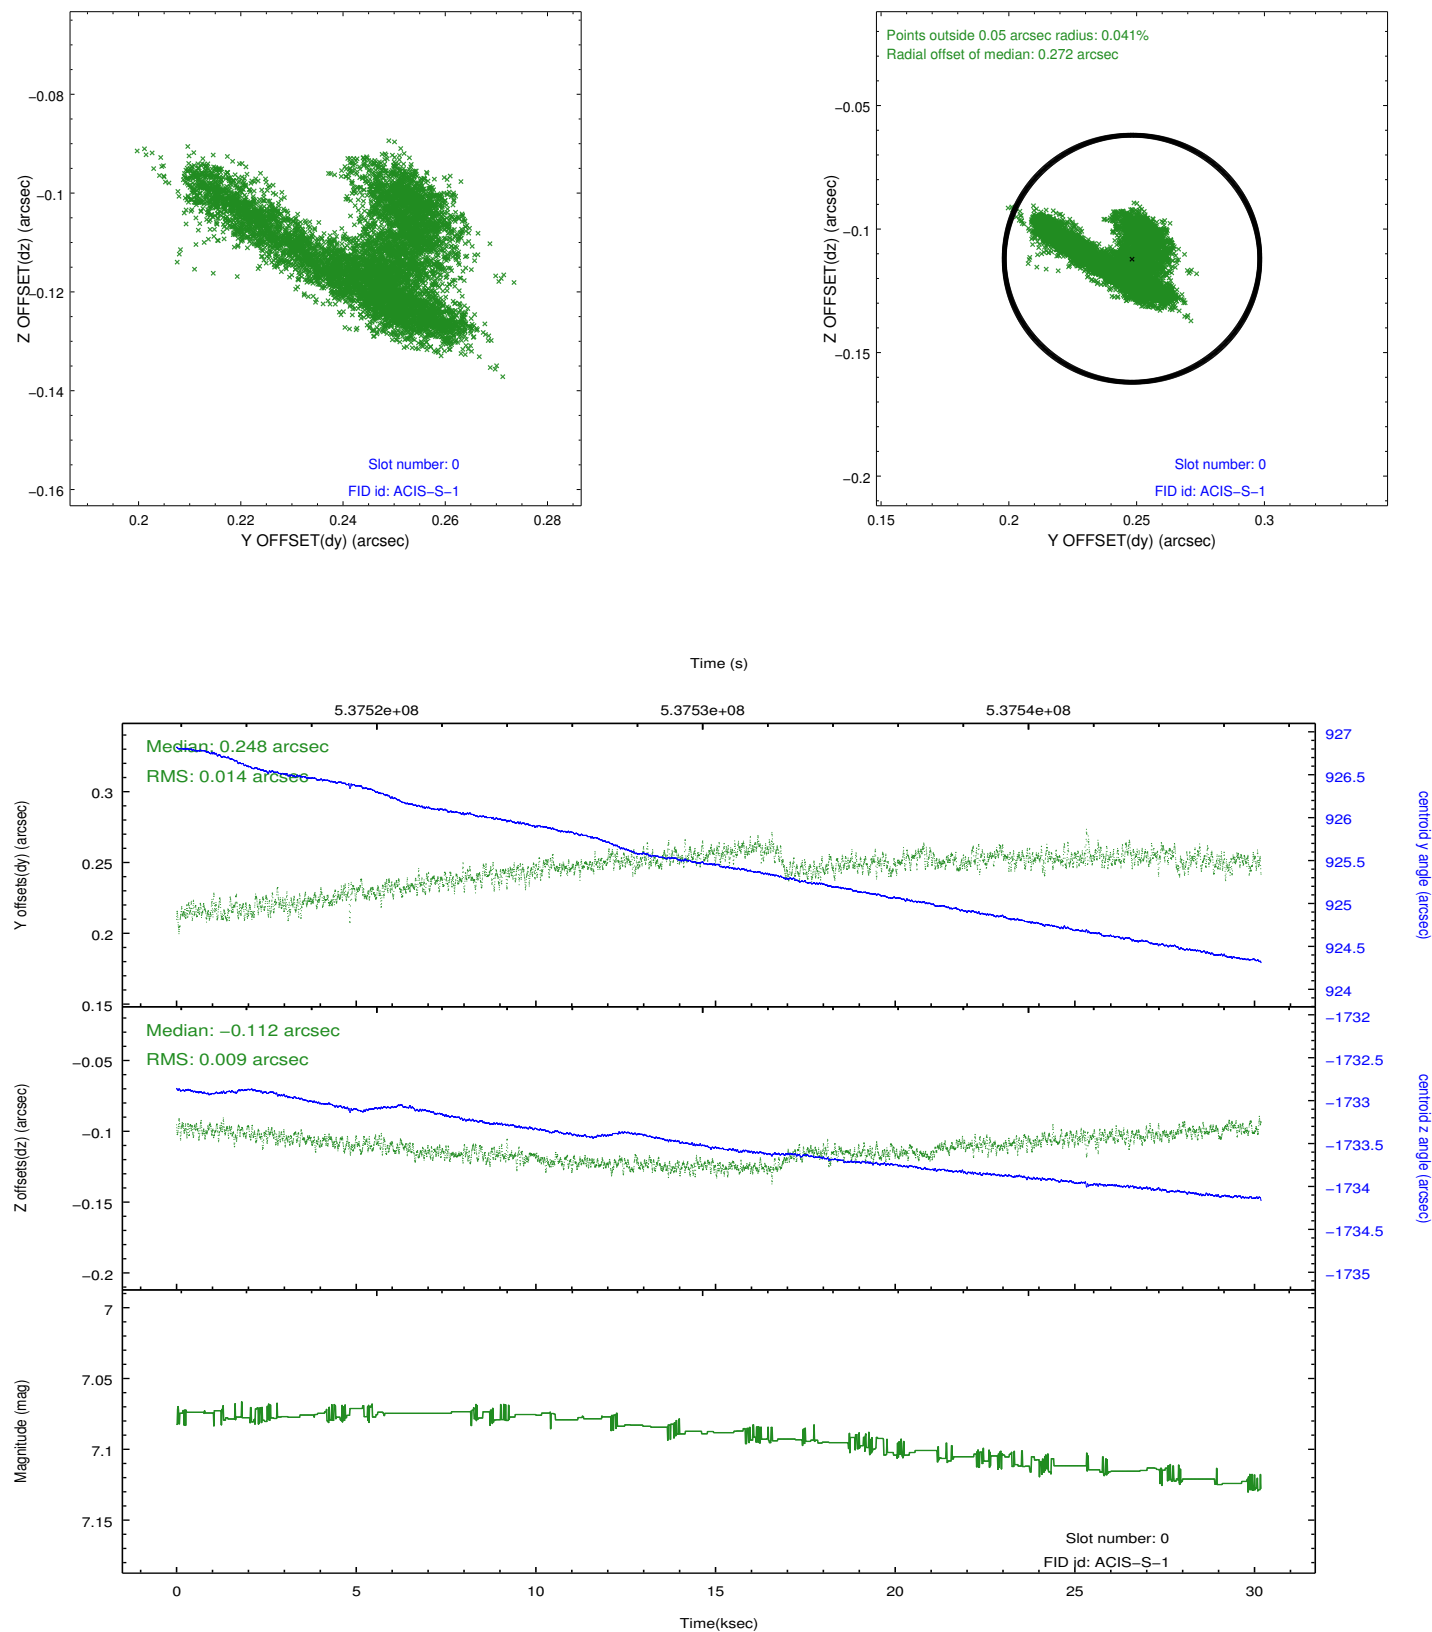 −0.08
−0.1
−0.12
−0.14
−0.16
Z OFFSET(dz) (arcsec)
Slot number: 0
FID id: ACIS−S−1
0.2
0.22
0.24
0.26
0.28
Y OFFSET(dy) (arcsec)
Points outside 0.05 arcsec radius: 0.041%
Radial offset of median: 0.272 arcsec
−0.05
−0.1
−0.15
−0.2
Z OFFSET(dz) (arcsec)
Slot number: 0
FID id: ACIS−S−1
0.15
0.2
0.25
0.3
Y OFFSET(dy) (arcsec)
Time (s)
5.3752e+08
5.3753e+08
5.3754e+08
Median: 0.248 arcsec
RMS: 0.014 arcsec
0.3
0.25
0.2
0.15
Y offsets(dy) (arcsec)
927
926.5
926
925.5
925
924.5
924
centroid y angle (arcsec)
Median: −0.112 arcsec
RMS: 0.009 arcsec
−0.05
−0.1
−0.15
−0.2
Z offsets(dz) (arcsec)
−1732
−1732.5
−1733
−1733.5
−1734
−1734.5
−1735
centroid z angle (arcsec)
7
7.05
7.1
7.15
Magnitude (mag)
Slot number: 0
FID id: ACIS−S−1
0
5
10
15
20
25
30
Time(ksec)